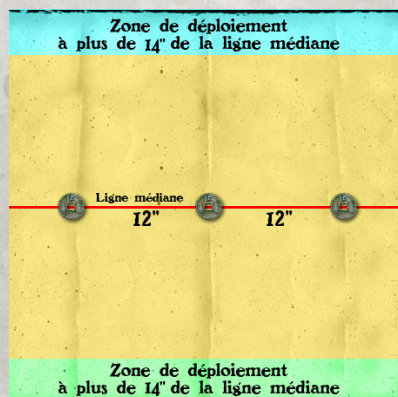 Zone de déploiement
à plus de 14" de la ligne médiane
Ligne médiane
12" 12"
Zone de déploiement
à plus de 14" de la ligne médiane